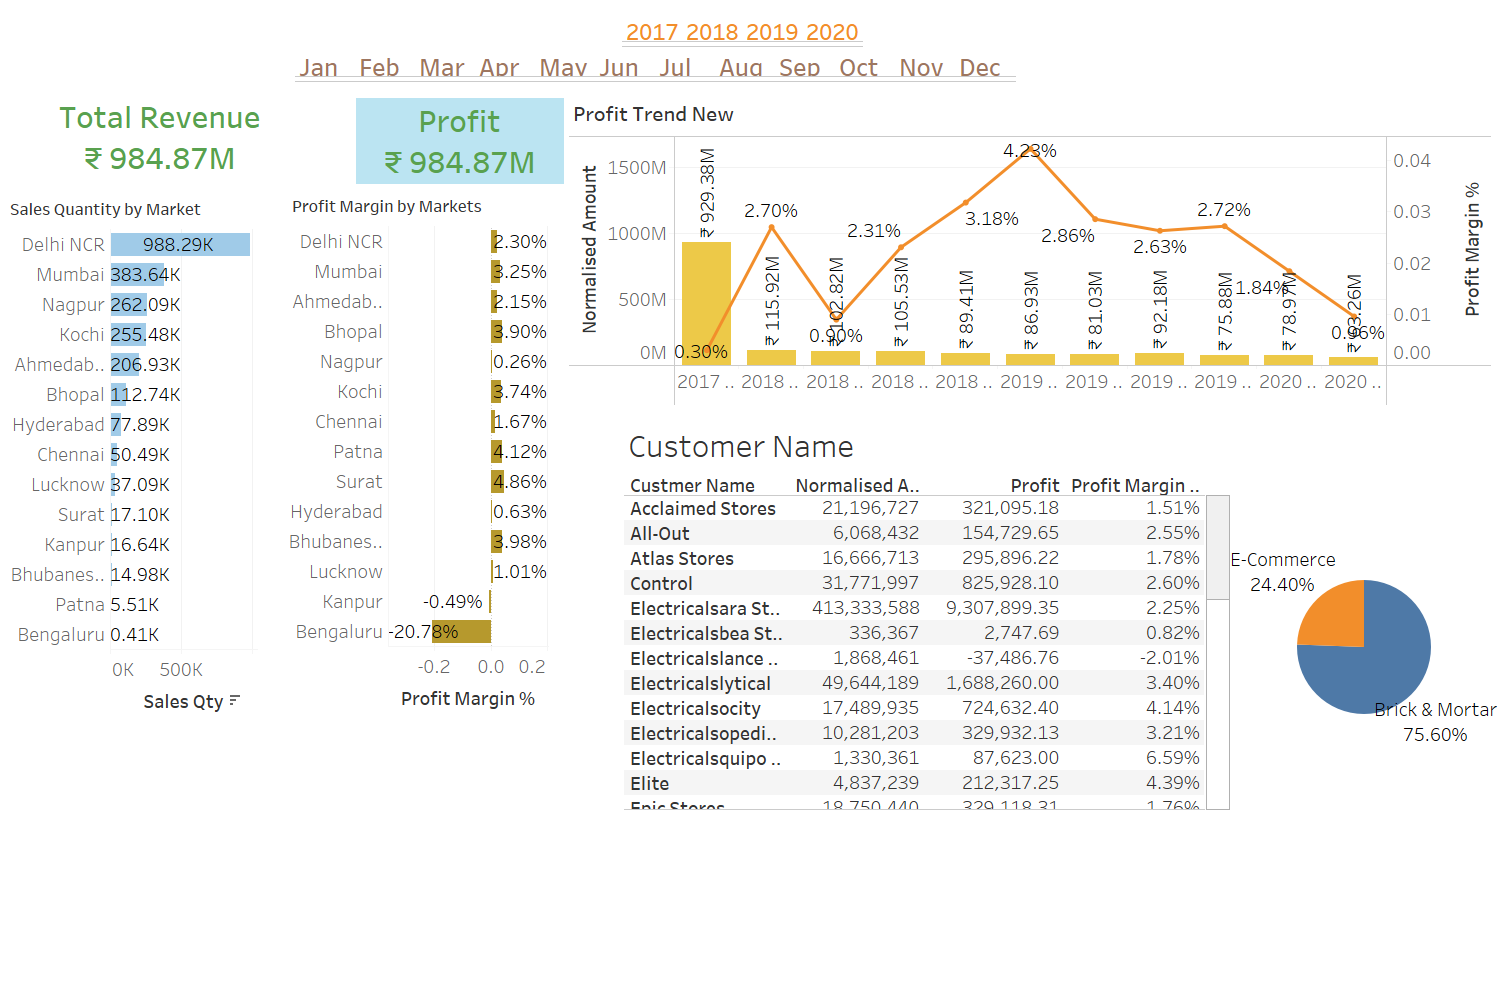 2017 2018 2019 2020
Jan Feb Mar Apr May Jun Jul Aug Sep Oct Nov Dec
Total Revenue
₹ 984.87M
Profit
₹ 984.87M
Sales Quantity by Market
Delhi NCR 988.29K
Mumbai 383.64K
Nagpur 262.09K
Kochi 255.48K
Ahmedab.. 206.93K
Bhopal 112.74K
Hyderabad 77.89K
Chennai 50.49K
Lucknow 37.09K
Surat 17.10K
Kanpur 16.64K
Bhubanes.. 14.98K
Patna 5.51K
Bengaluru 0.41K
0K 500K
Sales Qty
Profit Margin by Markets
Delhi NCR 2.30%
Mumbai 3.25%
Ahmedab.. 2.15%
Bhopal 3.90%
Nagpur 0.26%
Kochi 3.74%
Chennai 1.67%
Patna 4.12%
Surat 4.86%
Hyderabad 0.63%
Bhubanes.. 3.98%
Lucknow 1.01%
Kanpur -0.49%
Bengaluru -20.78%
-0.2 0.0 0.2
Profit Margin %
Profit Trend New
Normalised Amount
1500M
1000M
500M
0M
₹ 929.38M
₹ 115.92M
₹ 102.82M
₹ 105.53M
₹ 89.41M
₹ 86.93M
₹ 81.03M
₹ 92.18M
₹ 75.88M
₹ 78.97M
0.30%
2.70%
0.90%
2.31%
3.18%
4.23%
2.86%
2.63%
2.72%
1.84%
0.96%
0.04
0.03
0.02
0.01
0.00
Profit Margin %
2017 .. 2018 .. 2018 .. 2018 .. 2018 .. 2019 .. 2019 .. 2019 .. 2019 .. 2020 .. 2020 ..
Customer Name
Custmer Name Normalised A.. Profit Profit Margin ..
Acclaimed Stores 21,196,727 321,095.18 1.51%
All-Out 6,068,432 154,729.65 2.55%
Atlas Stores 16,666,713 295,896.22 1.78%
Control 31,771,997 825,928.10 2.60%
Electricalsara St.. 413,333,588 9,307,899.35 2.25%
Electricalsbea St.. 336,367 2,747.69 0.82%
Electricalslance .. 1,868,461 -37,486.76 -2.01%
Electricalslytical 49,644,189 1,688,260.00 3.40%
Electricalsocity 17,489,935 724,632.40 4.14%
Electricalsopedi.. 10,281,203 329,932.13 3.21%
Electricalsquipo .. 1,330,361 87,623.00 6.59%
Elite 4,837,239 212,317.25 4.39%
Epic Stores 18,750,440 329,118.31 1.76%
E-Commerce
24.40%
Brick & Mortar
75.60%